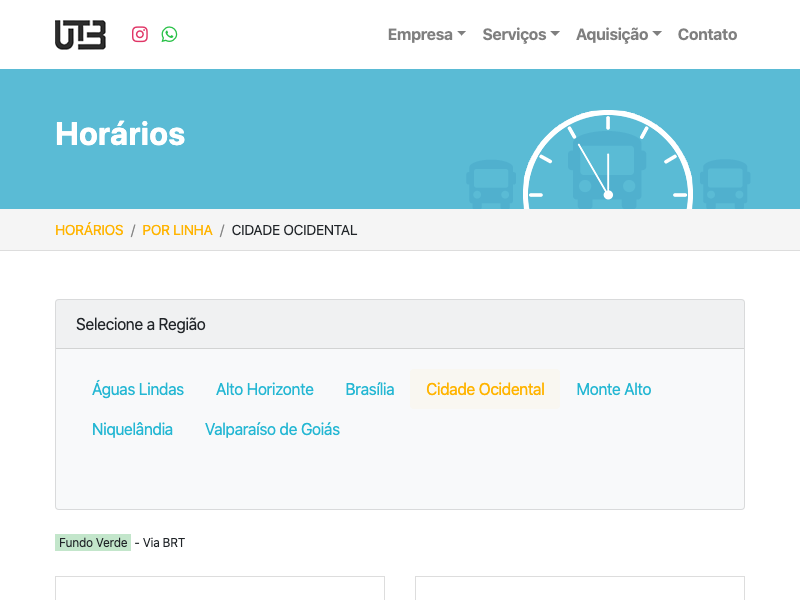 UTB
Empresa Serviços Aquisição Contato
Horários
HORÁRIOS / POR LINHA / CIDADE OCIDENTAL
Selecione a Região
Águas Lindas Alto Horizonte Brasília Cidade Ocidental Monte Alto
Niquelândia Valparaíso de Goiás
Fundo Verde - Via BRT